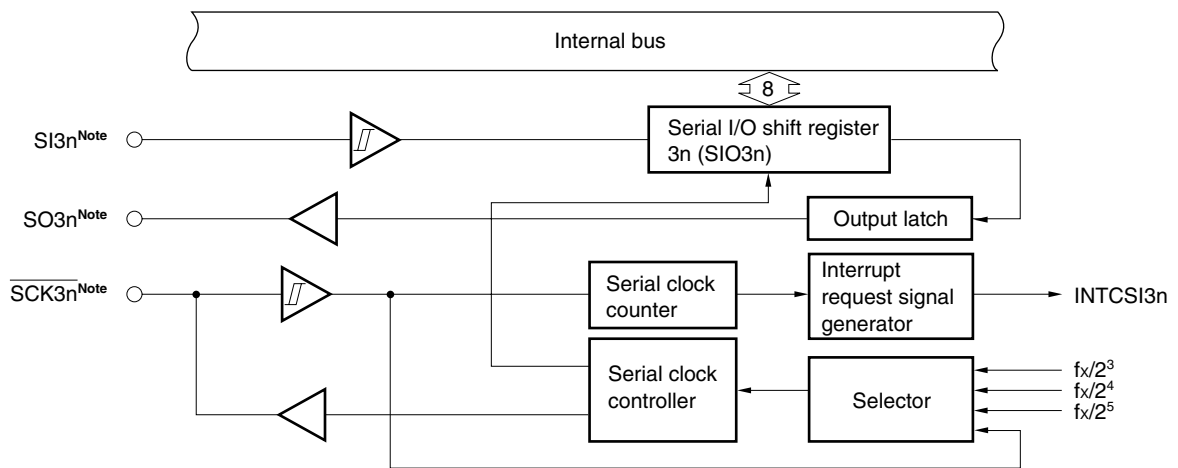 Internal bus
8
SI3nNote
Serial I/O shift register
3n (SIO3n)
SO3nNote
Output latch
SCK3nNote
Serial clock
counter
Interrupt
request signal
generator
INTCSI3n
Serial clock
controller
Selector
fx/2³
fx/2⁴
fx/2⁵